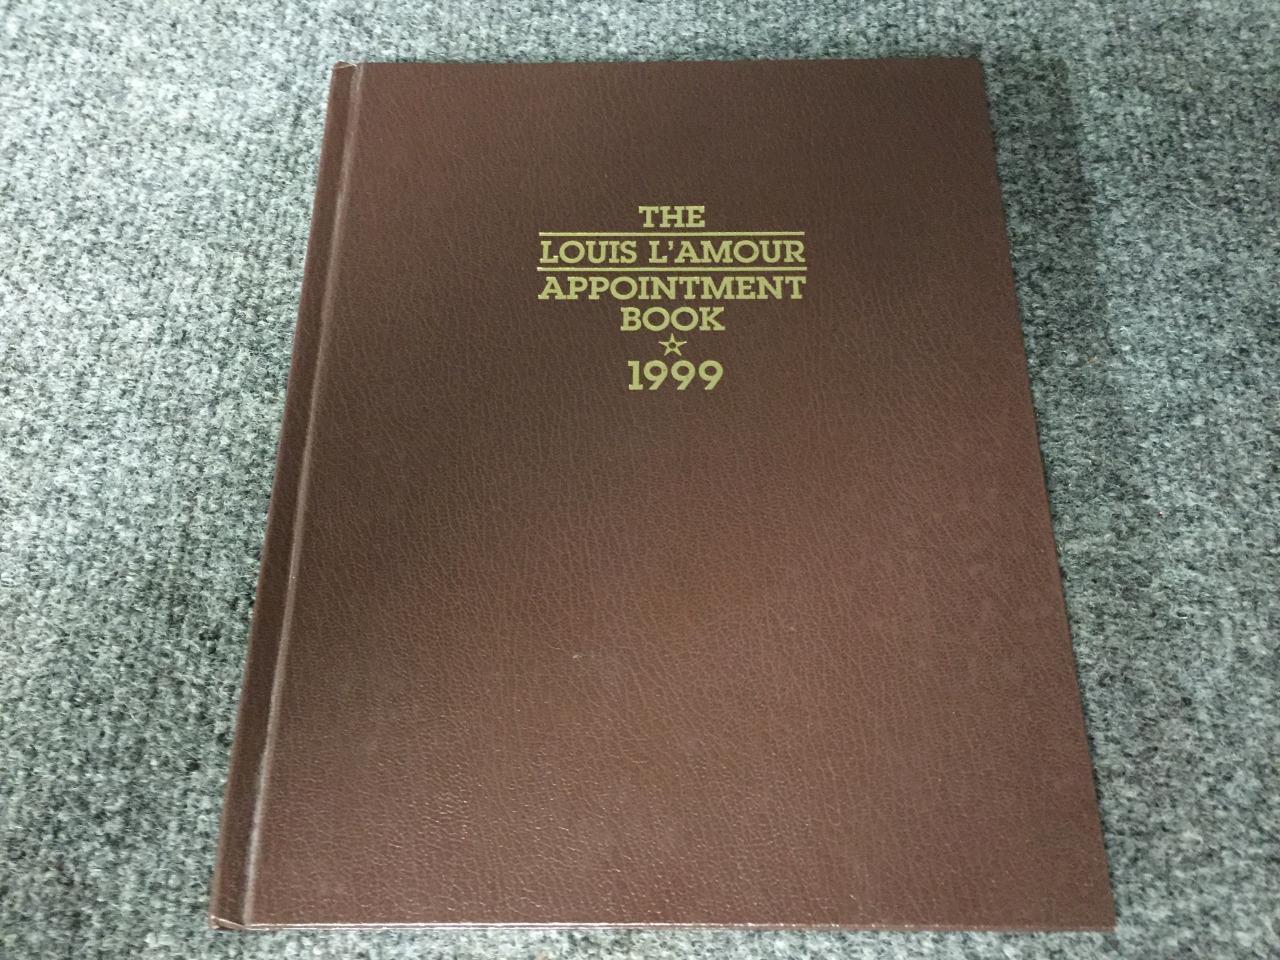 THE
LOUIS L'AMOUR
APPOINTMENT
BOOK
1999